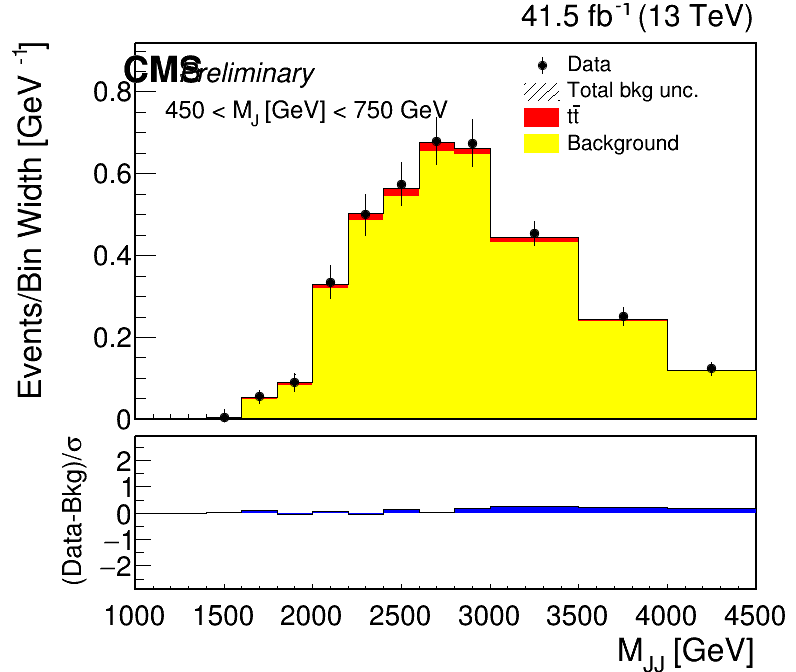 41.5 fb⁻¹ (13 TeV)
CMS Preliminary
450 < M_J [GeV] < 750 GeV
Data
Total bkg unc.
tt̄
Background
Events/Bin Width [GeV⁻¹]
0.8
0.6
0.4
0.2
0
(Data-Bkg)/σ
2
1
0
−1
−2
1000 1500 2000 2500 3000 3500 4000 4500
M_JJ [GeV]